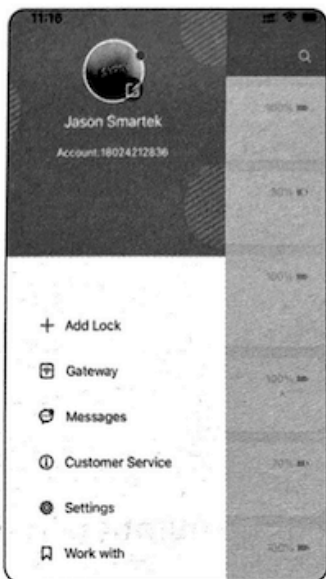 11:16
Jason Smartek
Account:18024212836
100%
50%
100%
Add Lock
100%
Gateway
Messages
Customer Service
Settings
Work with
100%